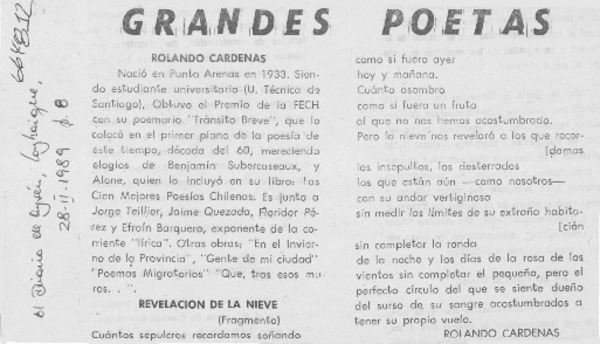 GRANDES POETAS
ROLANDO CARDENAS
Nació en Punta Arenas en 1933. Sien-
do estudiante universitario (U. Técnica de
Santiago), Obtuvo el Premio de la FECH
con su poemario "Tránsito Breve", que lo
colocó en el primer plano de la poesía de
este tiempo, década del 60, mereciendo
elogios de Benjamín Subercaseaux, y
Alone, quien lo incluyó en su libro: las
Cien Mejores Poesías Chilenas. Es junto a
Jorge Teillier, Jaime Quezada, Floridor Pé-
rez y Efraín Barquero, exponente de la co-
rriente "lírica". Otras obras; "En el Invier-
no de la Provincia", "Gente de mi ciudad"
"Poemas Migratorios" "Que, tras esos mu-
ros. . ".
REVELACION DE LA NIEVE
(Fragmento)
Cuántos sepulcros recordamos soñando
como si fuera ayer
hoy y mañana.
Cuánto asombro
como si fuera un fruto
al que no nos hemos acostumbrado.
Pero la nieve nos revelará a los que recor-
[damos
los insepultos, los desterrados
los que están aún —como nosotros—
con su andar vertiginoso
sin medir los límites de su extraña habita-
[ción
sin completar la ronda
de la noche y los días de la rosa de los
vientos sin completar el pequeño, pero el
perfecto círculo del que se siente dueño
del surso de su sangre acostumbrados a
tener su propio vuelo.
ROLANDO CARDENAS
el Diario de Aysén, Coyhaique,
28-II-1989 p. 8